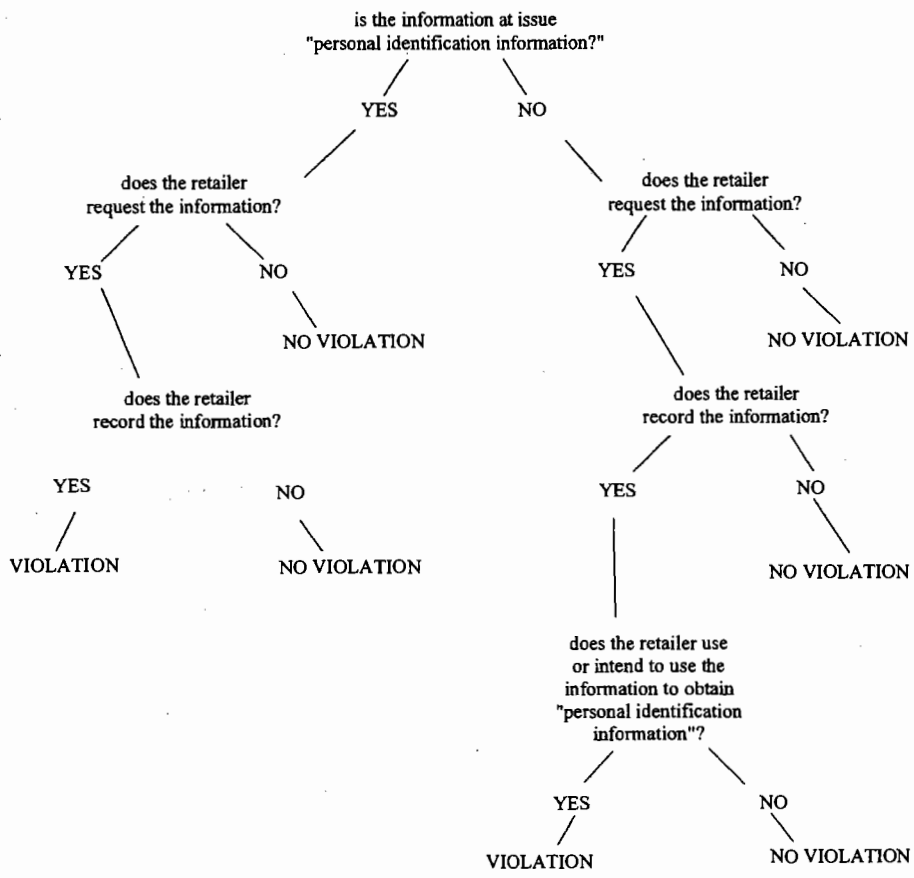 is the information at issue
"personal identification information?"
YES
NO
does the retailer
request the information?
does the retailer
request the information?
YES
NO
YES
NO
NO VIOLATION
NO VIOLATION
does the retailer
record the information?
does the retailer
record the information?
YES
NO
YES
NO
VIOLATION
NO VIOLATION
NO VIOLATION
does the retailer use
or intend to use the
information to obtain
"personal identification
information"?
YES
NO
VIOLATION
NO VIOLATION